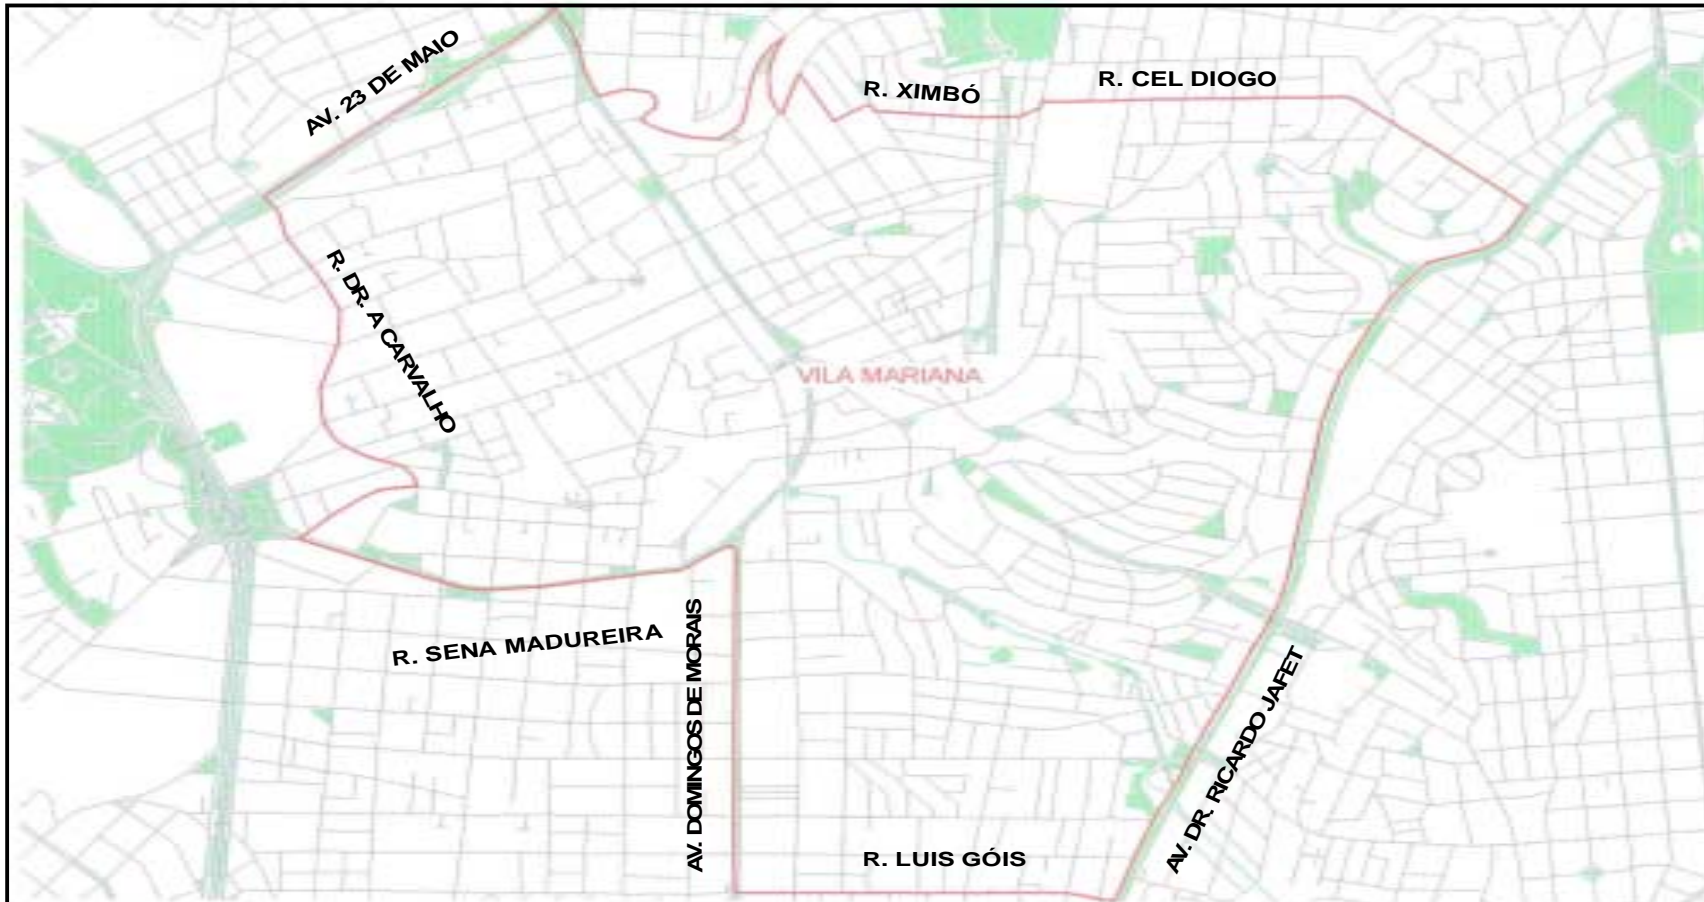 AV. 23 DE MAIO
R. XIMBÓ
R. CEL DIOGO
R. DR. A CARVALHO
VILA MARIANA
R. SENA MADUREIRA
AV. DOMINGOS DE MORAIS
AV. DR. RICARDO JAFET
R. LUIS GÓIS